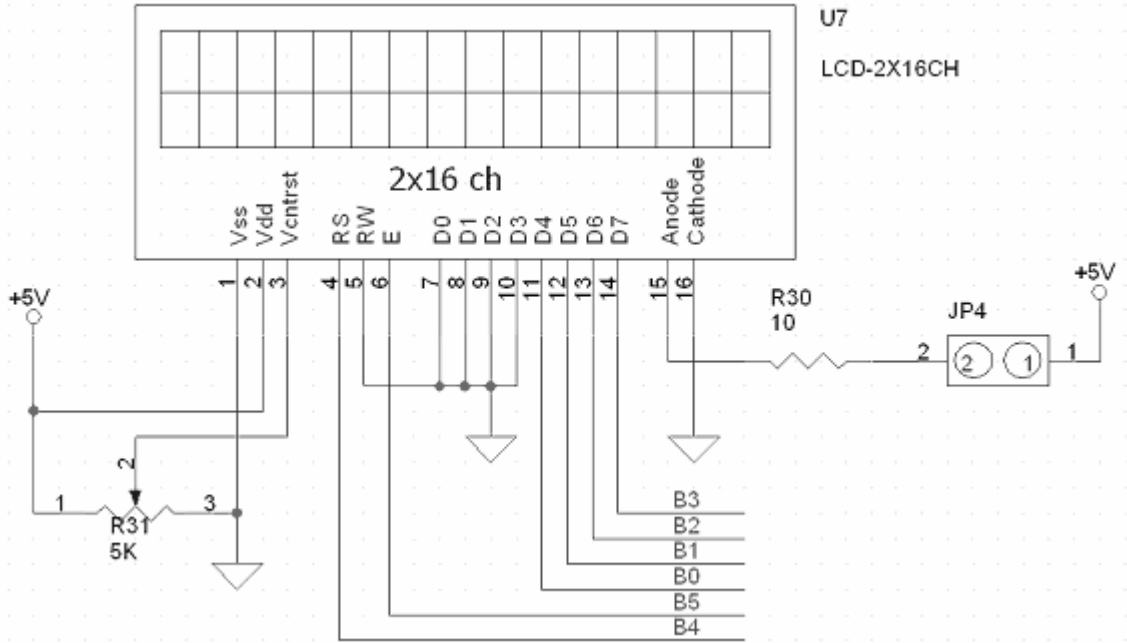 U7
LCD-2X16CH
2x16 ch
Vss
Vdd
Vcntrst
RS
RW
E
D0
D1
D2
D3
D4
D5
D6
D7
Anode
Cathode
1
2
3
4
5
6
7
8
9
10
11
12
13
14
15
16
+5V
R30
10
JP4
+5V
2
2
1
1
2
1
3
R31
5K
B3
B2
B1
B0
B5
B4